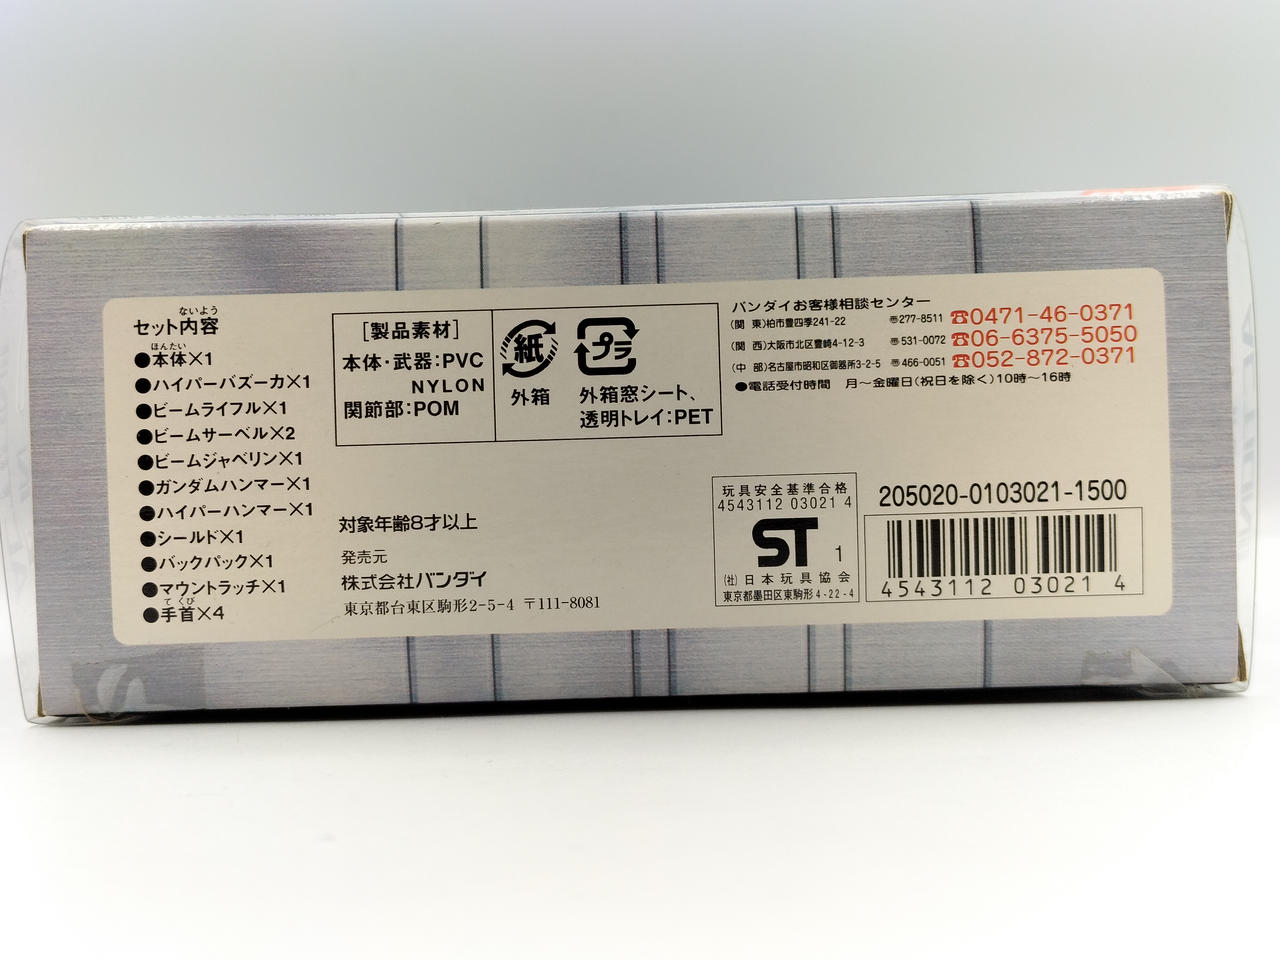 ないよう
セット内容
ほんたい
●本体×1
●ハイパーバズーカ×1
●ビームライフル×1
●ビームサーベル×2
●ビームジャベリン×1
●ガンダムハンマー×1
●ハイパーハンマー×1
●シールド×1
●バックパック×1
●マウントラッチ×1
てくび
●手首×4
[製品素材]
本体・武器:PVC
NYLON
関節部:POM
紙
外箱
プラ
外箱窓シート、
透明トレイ:PET
対象年齢8才以上
発売元
株式会社バンダイ
東京都台東区駒形2-5-4 〒111-8081
バンダイお客様相談センター
(関 東)柏市豊四季241-22 〠277-8511 ☎0471-46-0371
(関 西)大阪市北区豊崎4-12-3 〠531-0072 ☎06-6375-5050
(中 部)名古屋市昭和区御器所3-2-5 〠466-0051 ☎052-872-0371
●電話受付時間 月〜金曜日(祝日を除く)10時〜16時
玩具安全基準合格
4543112 03021 4
ST 1
(社)日本玩具協会
東京都墨田区東駒形4-22-4
205020-0103021-1500
4543112 03021 4